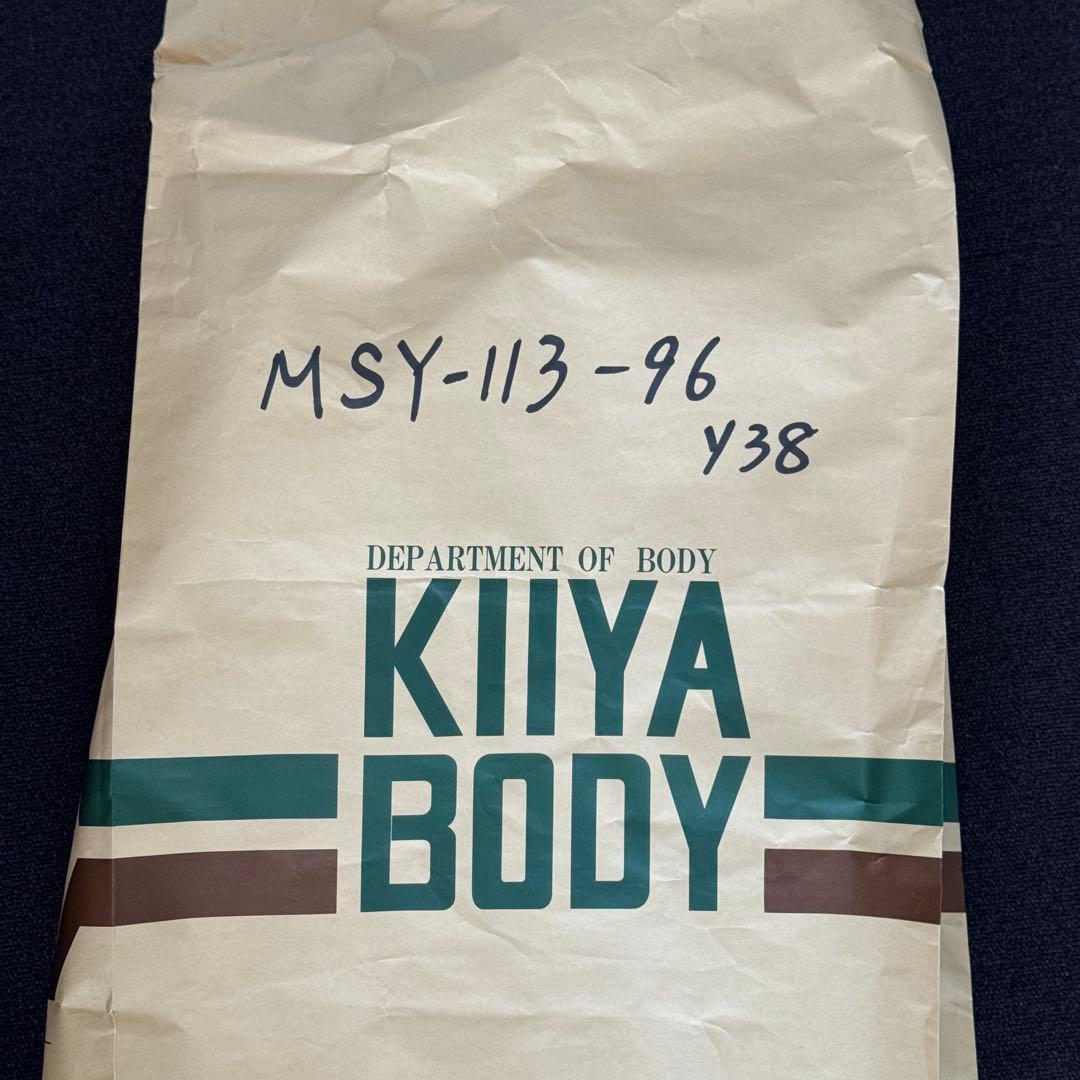 MSY-113-96
Y38
DEPARTMENT OF BODY
KIIYA
BODY